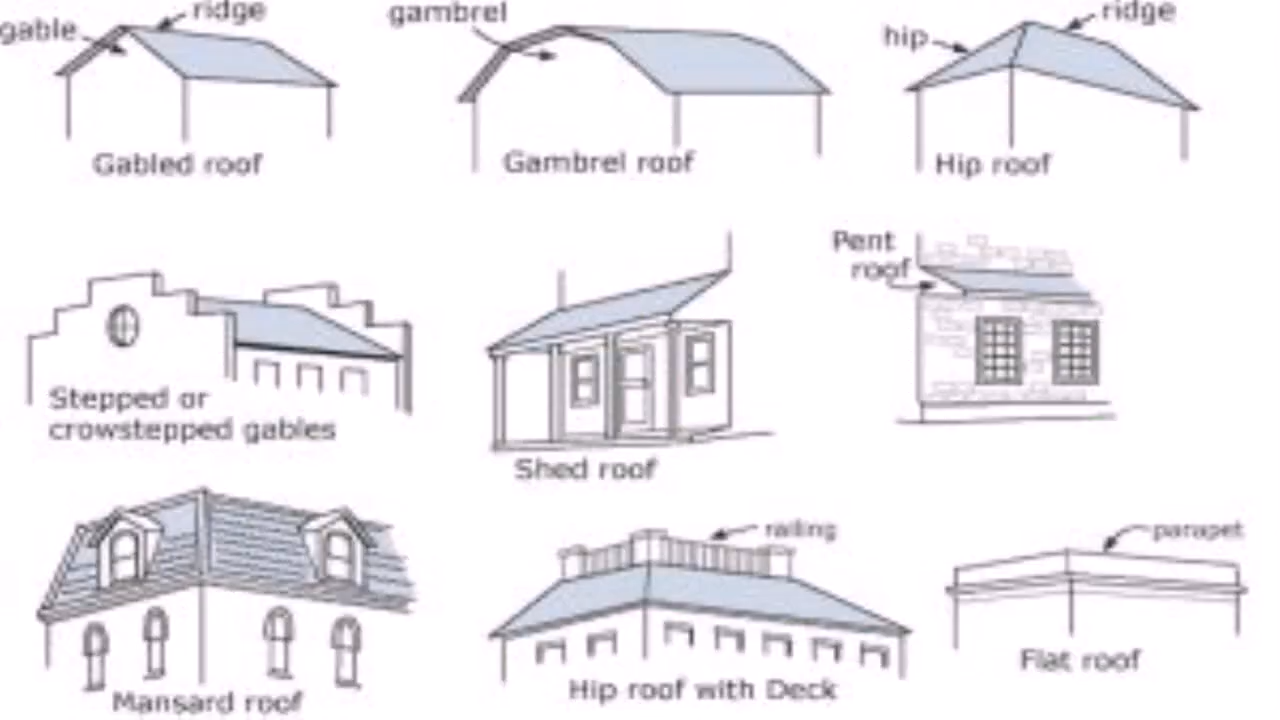 gable
ridge
Gabled roof
gambrel
Gambrel roof
hip
ridge
Hip roof
Stepped or
crowstepped gables
Shed roof
Pent
roof
Mansard roof
railing
Hip roof with Deck
parapet
Flat roof